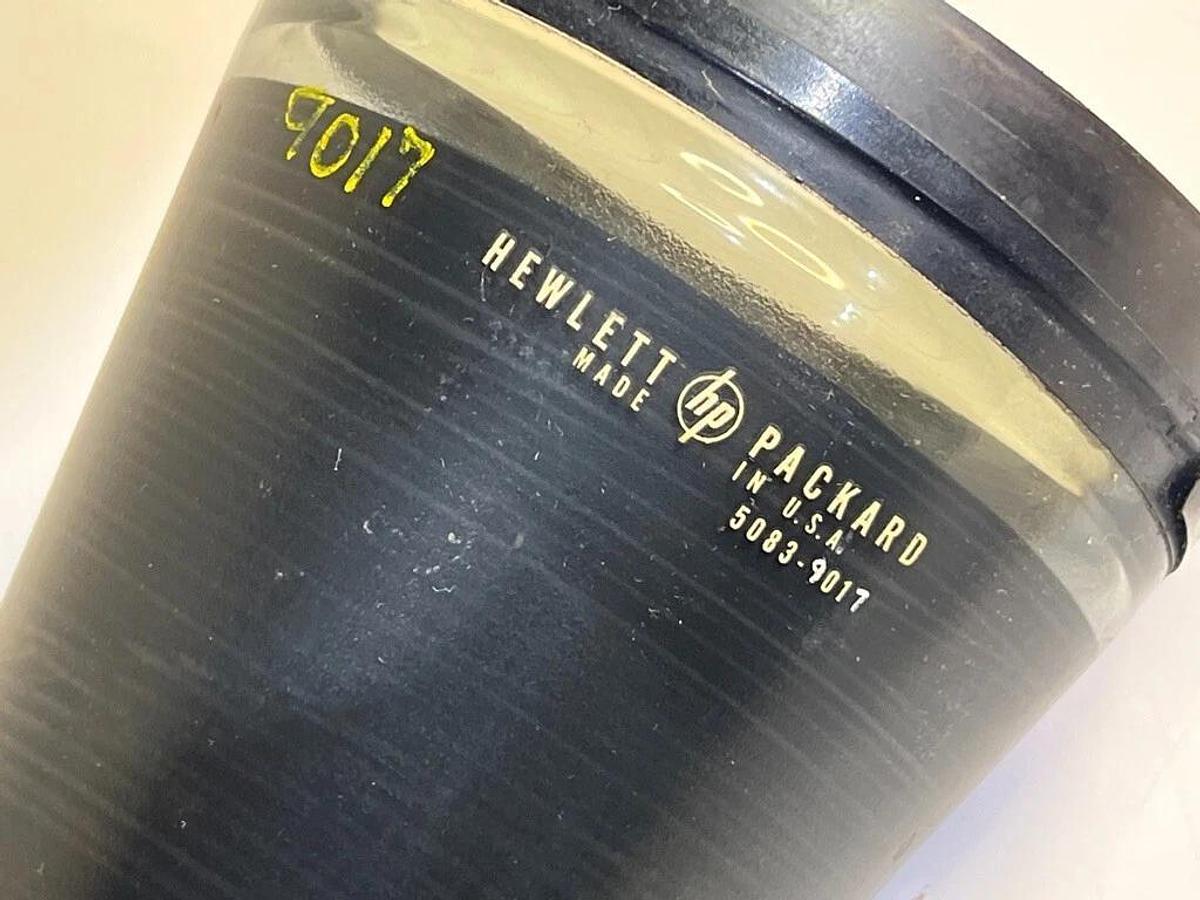 9017
HEWLETT hp PACKARD
MADE IN U.S.A.
5083-9017